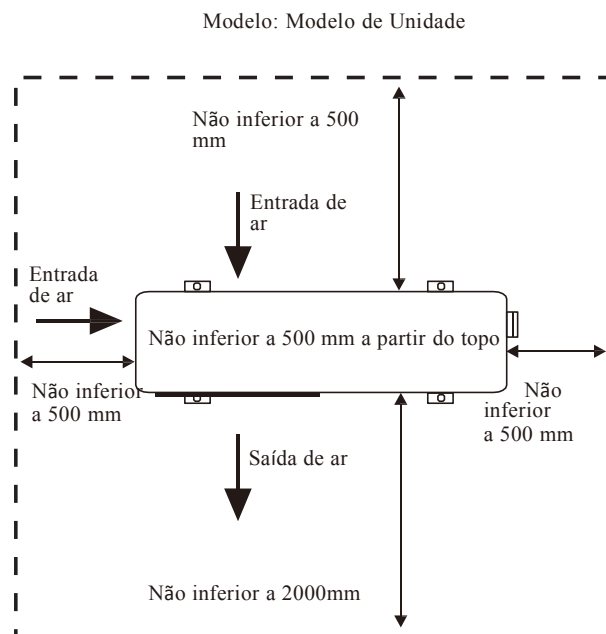 Modelo: Modelo de Unidade
Não inferior a 500
mm
Entrada de
ar
Entrada
de ar
Não inferior a 500 mm a partir do topo
Não inferior
a 500 mm
Não
inferior
a 500 mm
Saída de ar
Não inferior a 2000mm